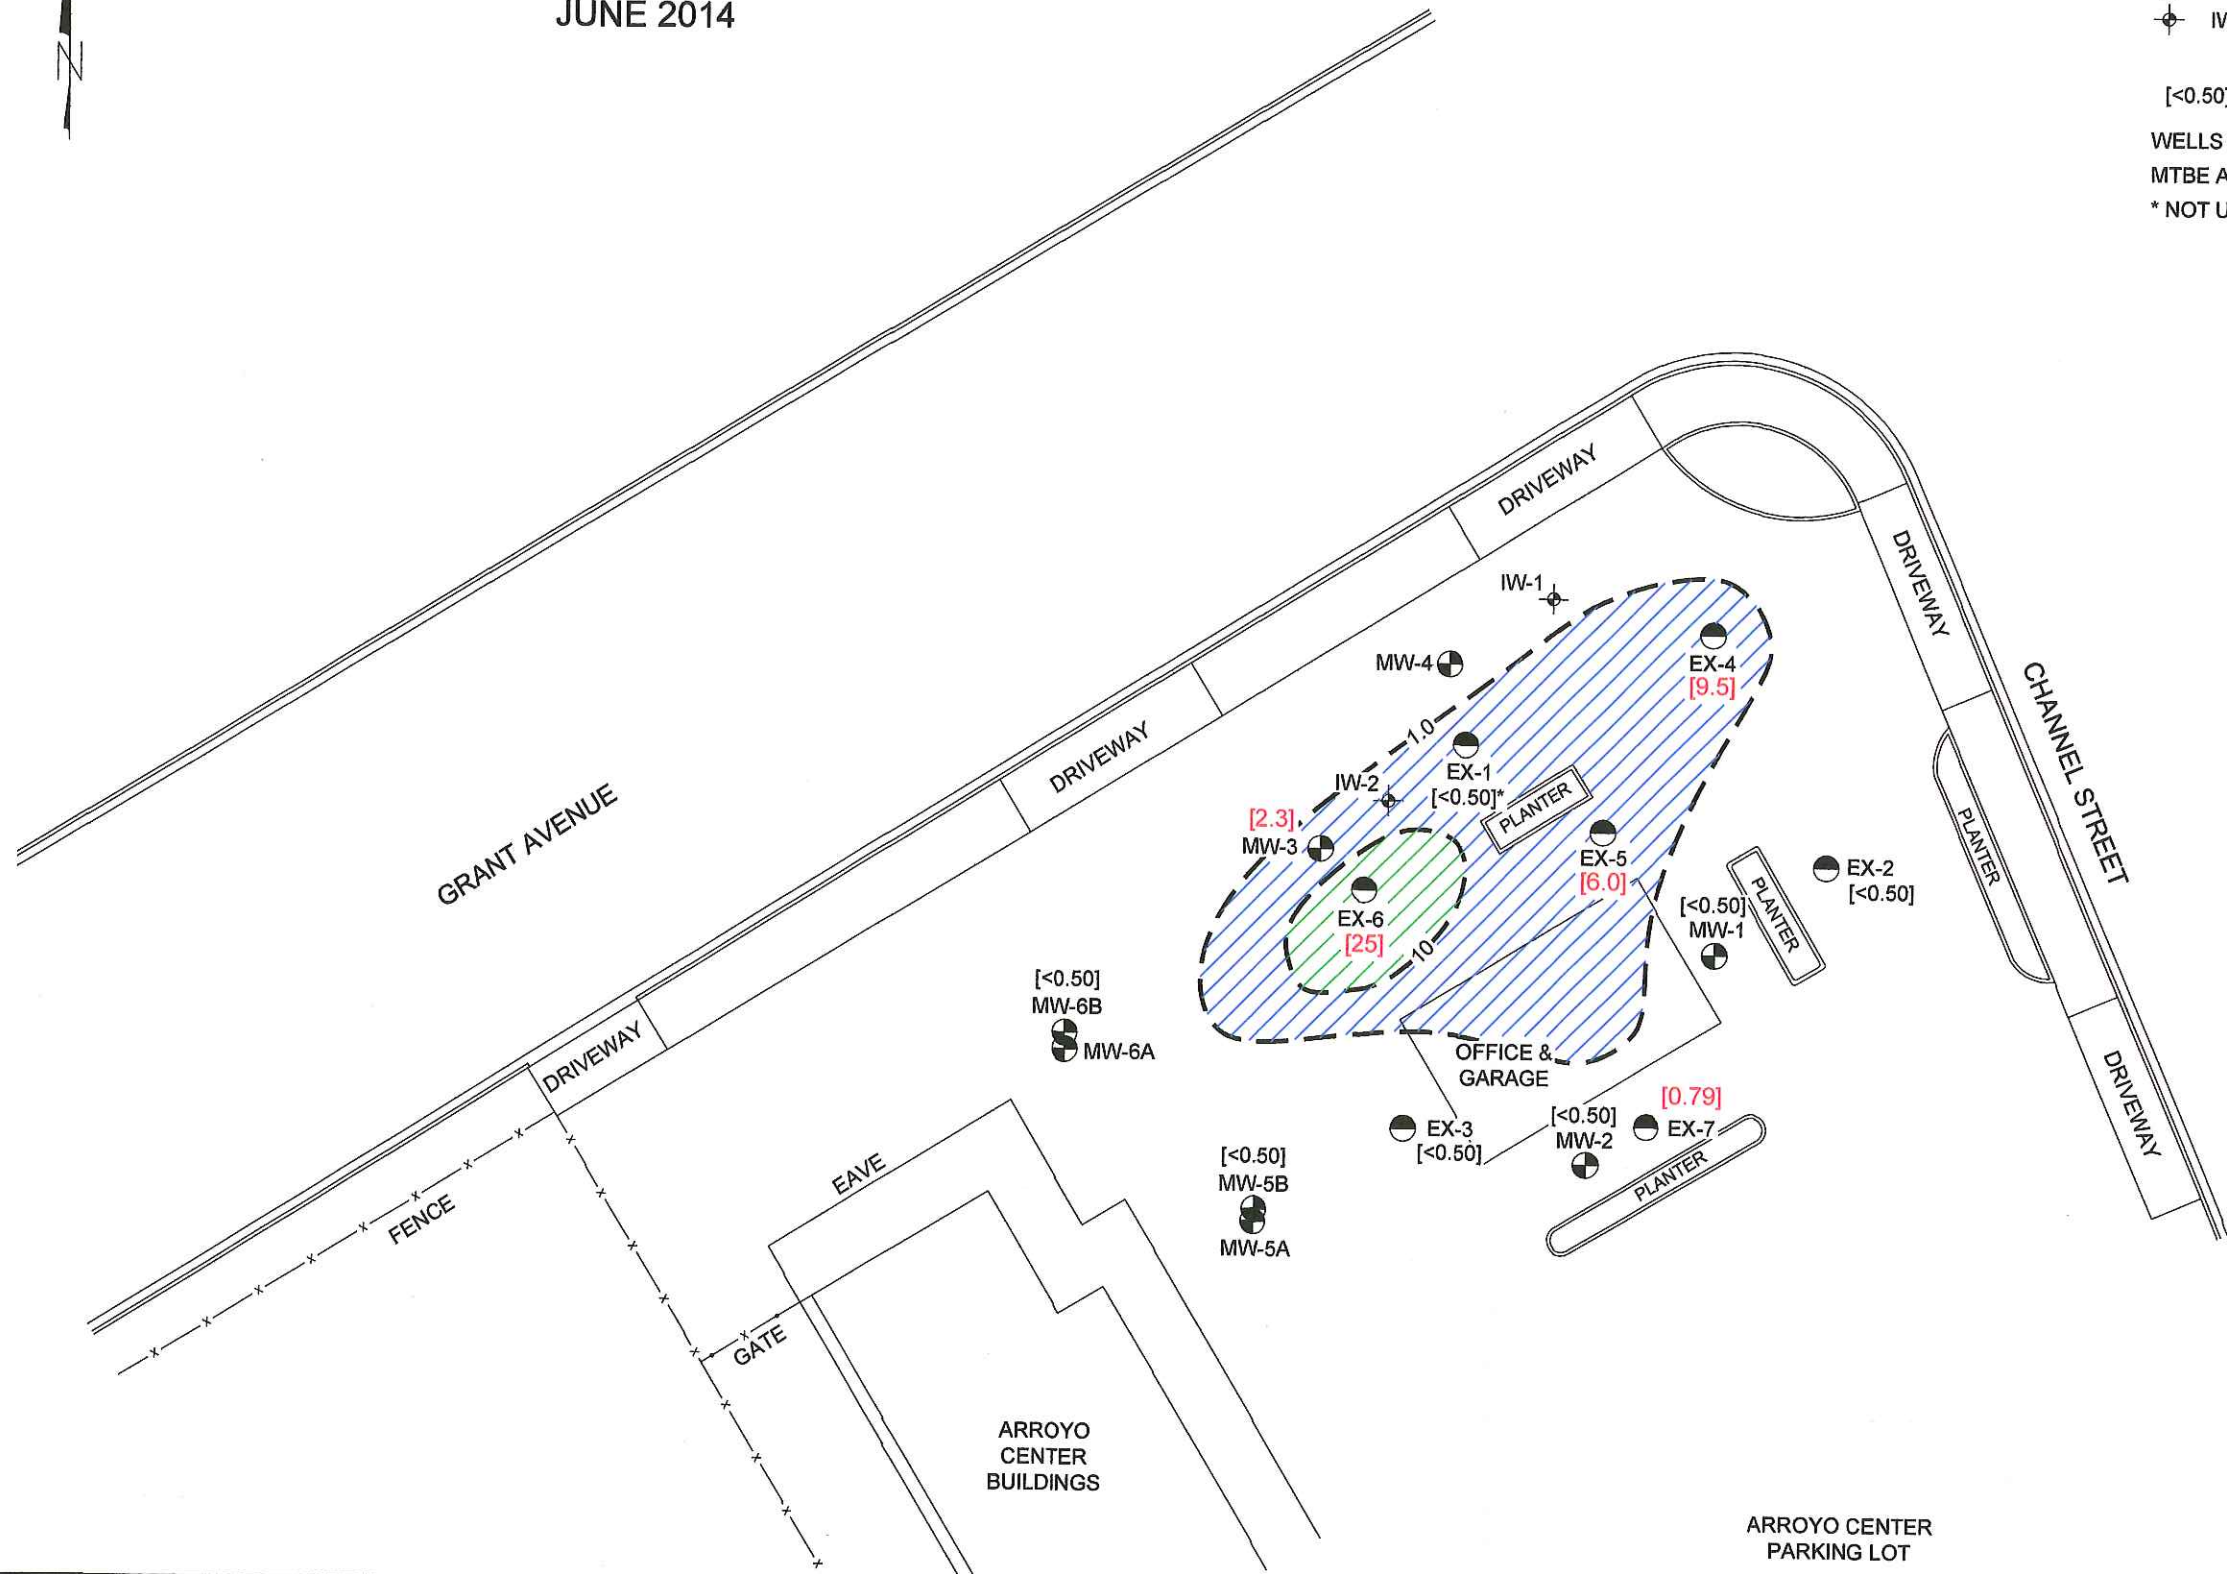 JUNE 2014
N
[<0.50]
WELLS
MTBE
* NOT
DRIVEWAY
IW-1
DRIVEWAY
MW-4
EX-4
[9.5]
CHANNEL STREET
1.0
DRIVEWAY
EX-1
[<0.50]*
IW-2
PLANTER
GRANT AVENUE
[2.3]
MW-3
EX-5
[6.0]
PLANTER
EX-2
[<0.50]
[<0.50]
MW-1
PLANTER
EX-6
[25]
10
[<0.50]
MW-6B
MW-6A
DRIVEWAY
OFFICE &
GARAGE
DRIVEWAY
[0.79]
EX-7
[<0.50]
MW-2
EX-3
[<0.50]
PLANTER
[<0.50]
MW-5B
MW-5A
EAVE
FENCE
GATE
ARROYO
CENTER
BUILDINGS
ARROYO CENTER
PARKING LOT